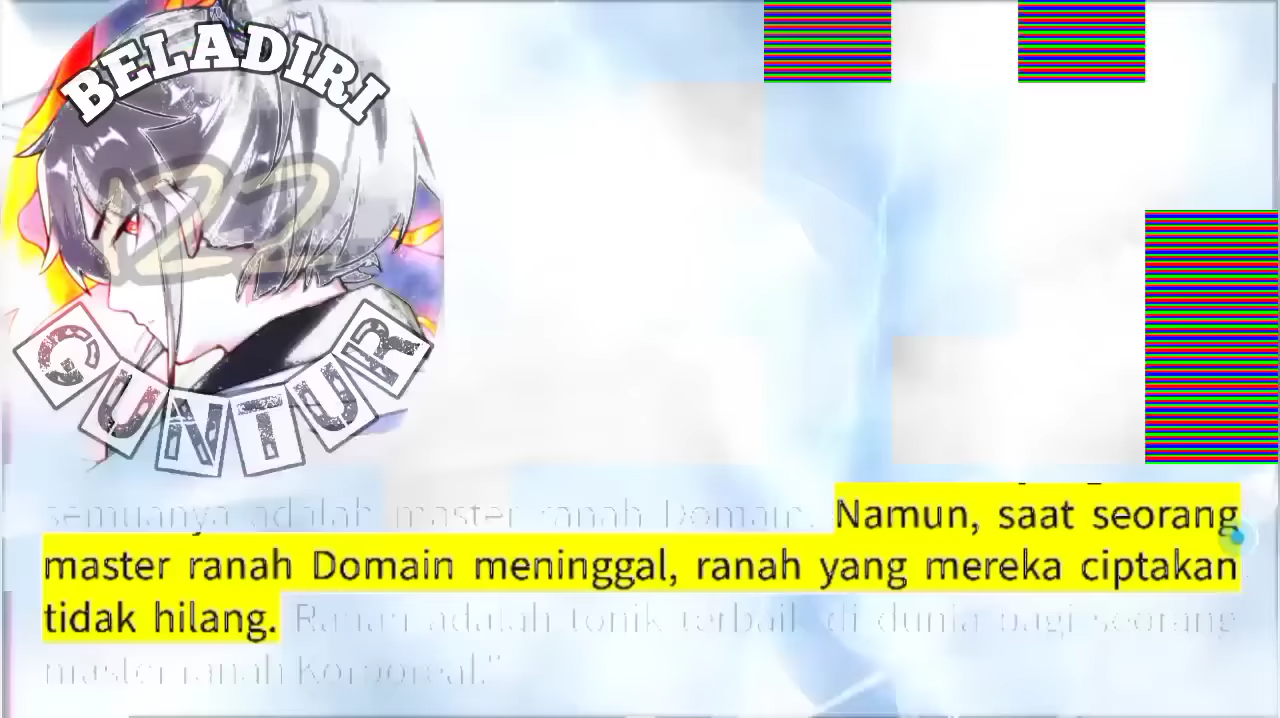 BELADIRI
122
GUNTUR
semuanya adalah master ranah Domain. Namun, saat seorang
master ranah Domain meninggal, ranah yang mereka ciptakan
tidak hilang. Ranah adalah tonik terbaik di dunia bagi seorang
master ranah Korporeal."